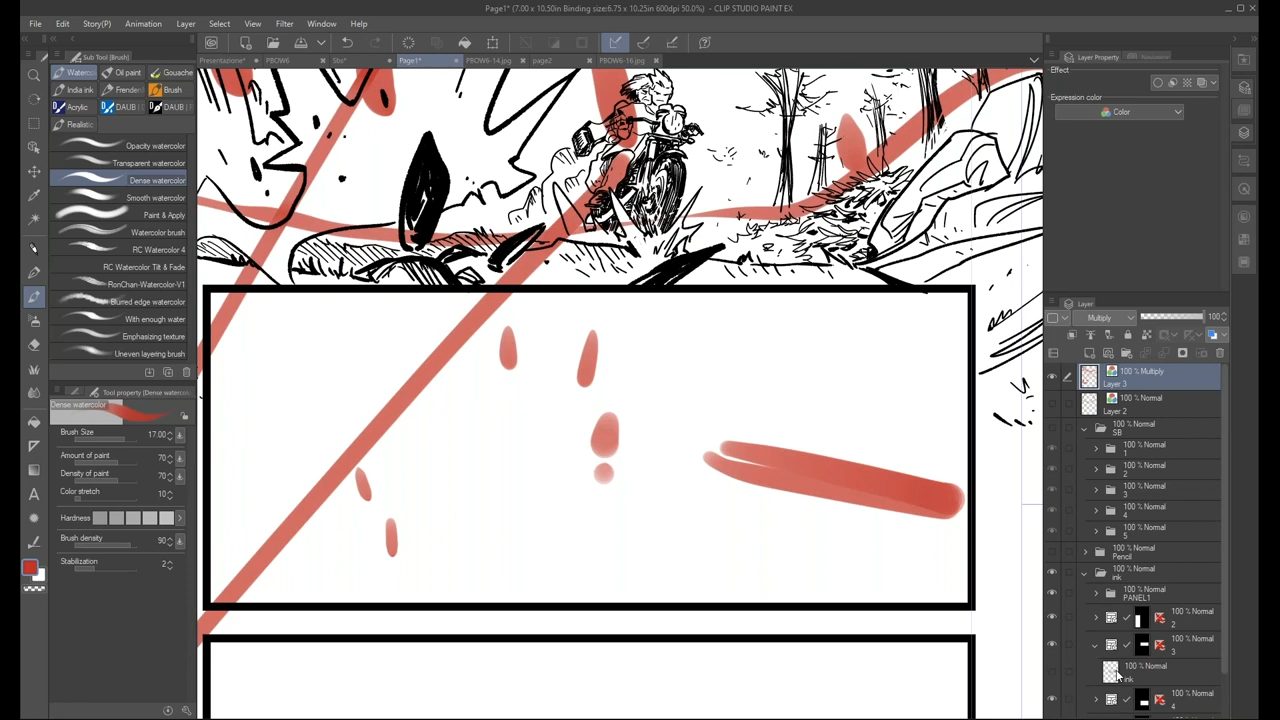 Page1* (7.00 x 10.50in Binding size:6.75 x 10.25in 600dpi 50.0%) - CLIP STUDIO PAINT EX
File Edit Story(P) Animation Layer Select View Filter Window Help
Sub Tool [Brush]
Presentazione* PBOW6 Sbs* Page1* PBOW6-14.jpg page2 PBOW6-16.jpg
Layer Property
Waterco Oil paint Gouache
India ink Frender Brush
Acrylic DAUB DAUB
Realistic
Effect
Expression color
Color
Opacity watercolor
Transparent watercolor
Dense watercolor
Smooth watercolor
Paint & Apply
Watercolor brush
RC Watercolor 4
RC Watercolor Tilt & Fade
RonChan-Watercolor-V1
Blurred edge watercolor
With enough water
Emphasizing texture
Uneven layering brush
Tool property [Dense waterco
Dense watercolor
Brush Size 17.00
Amount of paint 70
Density of paint 70
Color stretch 10
Hardness
Brush density 90
Stabilization 2
Layer
Multiply 100
100 % Multiply
Layer 3
100 % Normal
Layer 2
100 % Normal
SB
100 % Normal
1
100 % Normal
2
100 % Normal
3
100 % Normal
4
100 % Normal
5
100 % Normal
Pencil
100 % Normal
ink
100 % Normal
PANEL1
100 % Normal
2
100 % Normal
3
100 % Normal
ink
100 % Normal
4